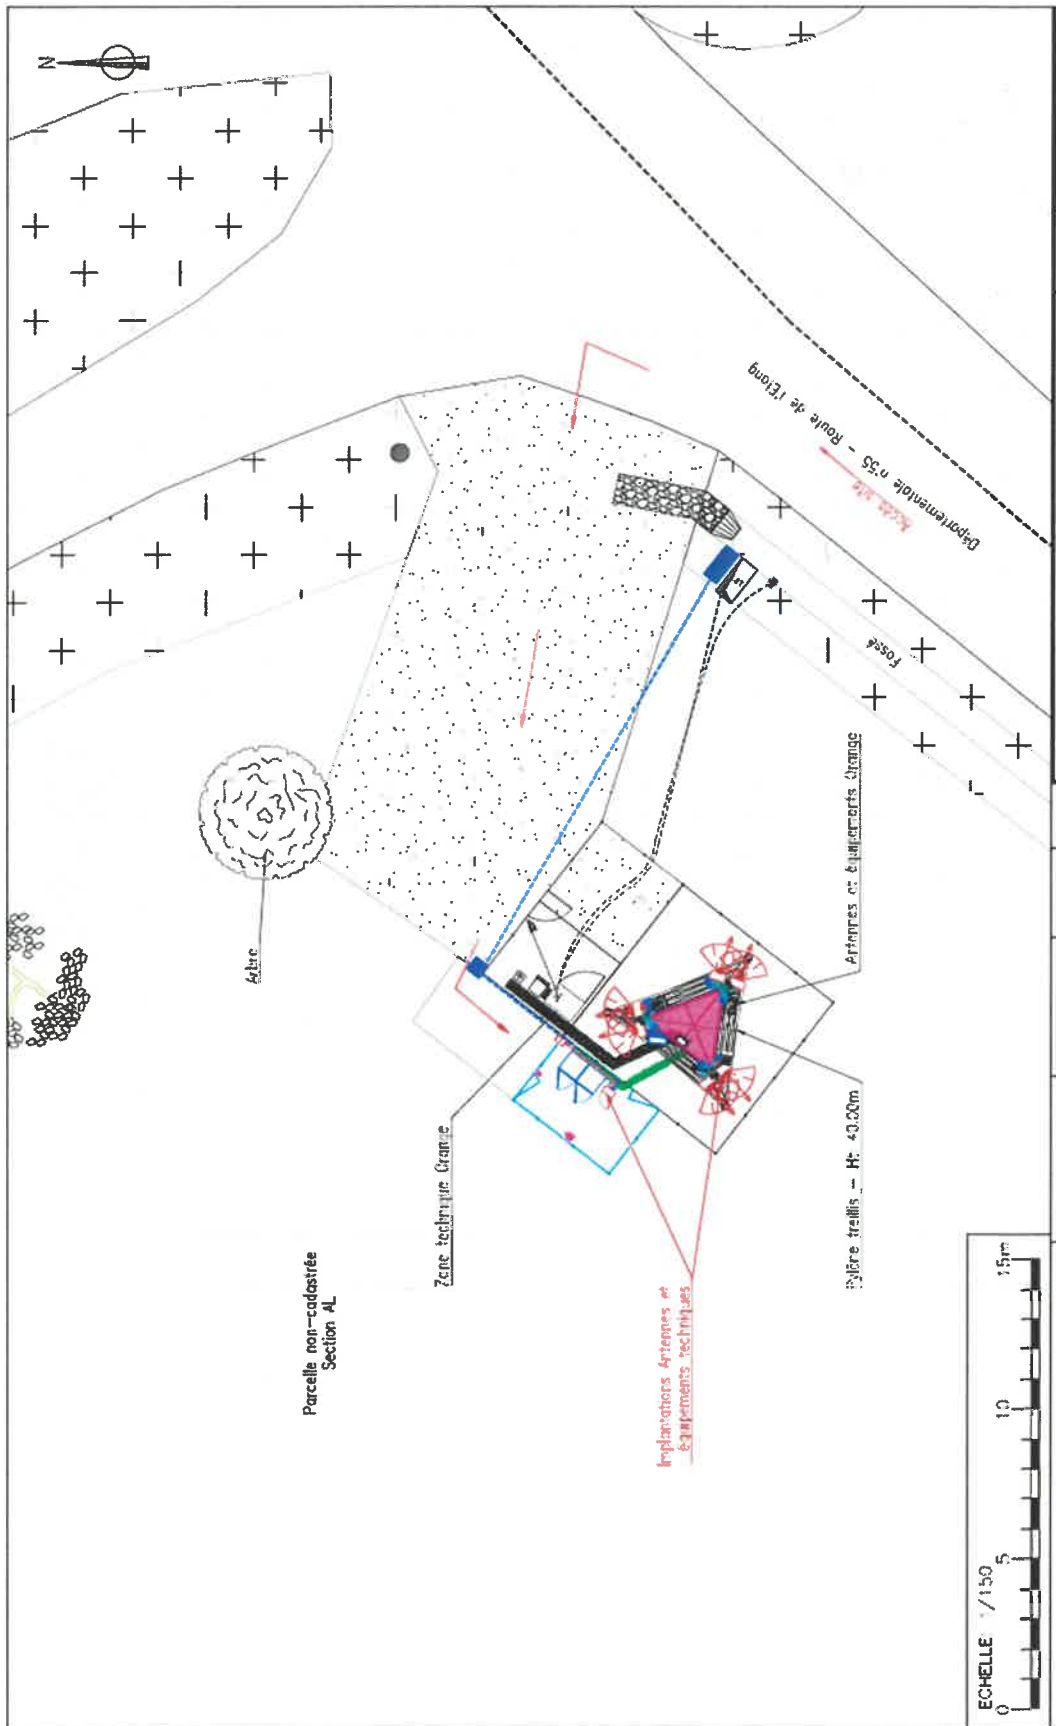 N
Départementale n°55 - Route de l'Etang
Accès site
Fossé
Arbre
Zone technique Orange
Antennes et équipements Orange
Pylône treillis - Ht: 40.00m
Parcelle non-cadastrée
Section AL
Implantations Antennes et
équipements techniques
ECHELLE 1/150
0 5 10 15m